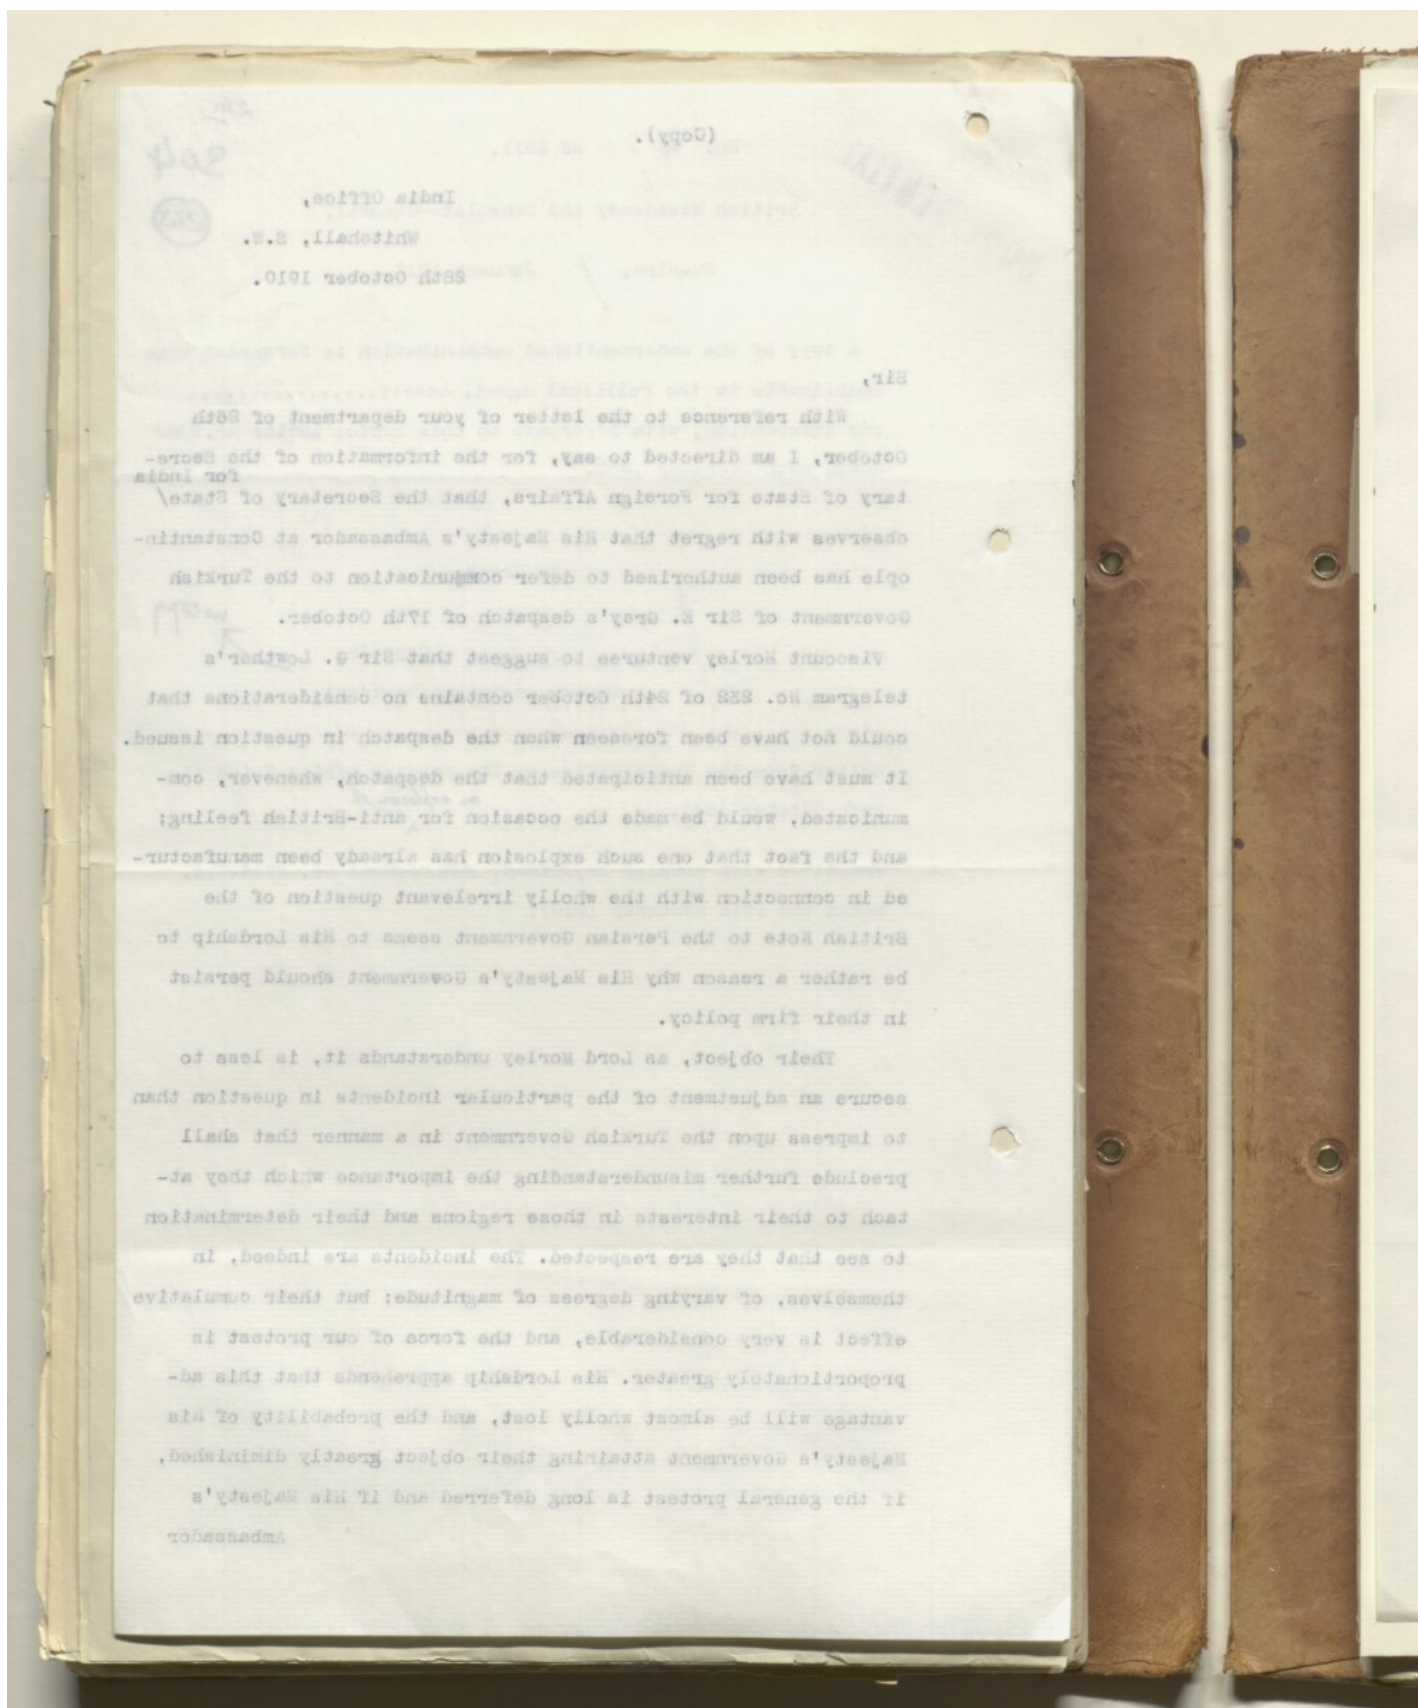 (Copy).
India Office,
Whitehall, S.W.
28th October 1910.
Sir,
With reference to the letter of your department of 26th
October, I am directed to say, for the information of the Secre-
for India
tary of State for Foreign Affairs, that the Secretary of State/
observes with regret that His Majesty's Ambassador at Constantin-
ople has been authorised to defer communication to the Turkish
Government of Sir E. Grey's despatch of 17th October.
no copy
Viscount Morley ventures to suggest that Sir G. Lowther's
telegram No. 232 of 24th October contains no considerations that
could not have been foreseen when the despatch in question issued.
It must have been anticipated that the despatch, whenever, com-
an explosion of
municated, would be made the occasion for anti-British feeling;
and the fact that one such explosion has already been manufactur-
ed in connection with the wholly irrelevant question of the
British Note to the Persian Government seems to His Lordship to
be rather a reason why His Majesty's Government should persist
in their firm policy.
Their object, as Lord Morley understands it, is less to
secure an adjustment of the particular incidents in question than
to impress upon the Turkish Government in a manner that shall
preclude further misunderstanding the importance which they at-
tach to their interests in those regions and their determination
to see that they are respected. The incidents are indeed, in
themselves, of varying degrees of magnitude; but their cumulative
effect is very considerable, and the force of our protest is
proportionately greater. His Lordship apprehends that this ad-
vantage will be almost wholly lost, and the probability of His
Majesty's Government attaining their object greatly diminished,
if the general protest is long deferred and if His Majesty's
Ambassador